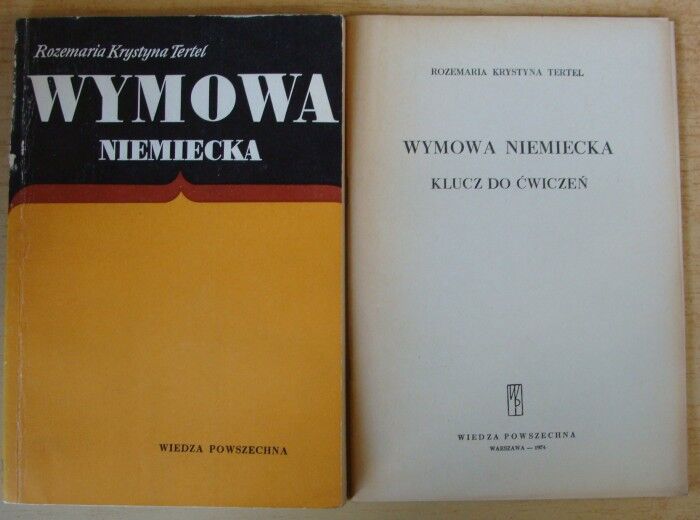 Rozemaria Krystyna Tertel
WYMOWA
NIEMIECKA
WIEDZA POWSZECHNA
ROZEMARIA KRYSTYNA TERTEL
WYMOWA NIEMIECKA
KLUCZ DO ĆWICZEŃ
WP
WIEDZA POWSZECHNA
WARSZAWA — 1974